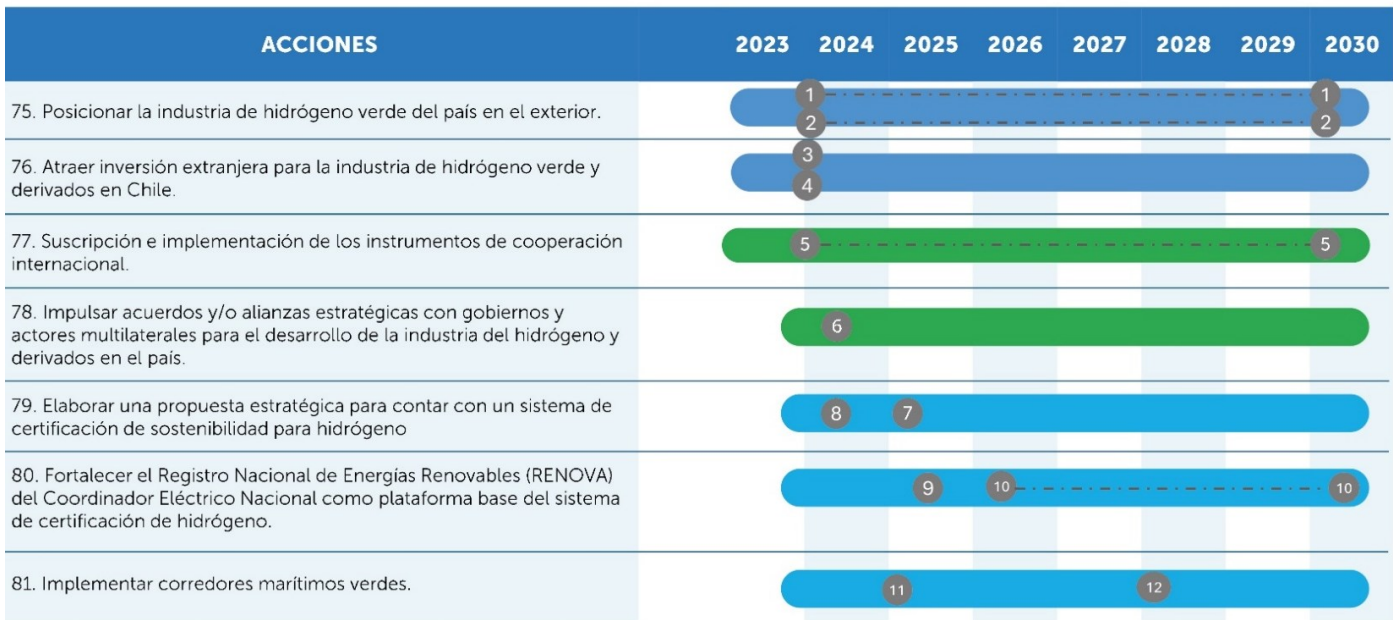 ACCIONES 2023 2024 2025 2026 2027 2028 2029 2030
1 1
75. Posicionar la industria de hidrógeno verde del país en el exterior.
2 2
3
76. Atraer inversión extranjera para la industria de hidrógeno verde y
derivados en Chile.
4
77. Suscripción e implementación de los instrumentos de cooperación
internacional.
5 5
78. Impulsar acuerdos y/o alianzas estratégicas con gobiernos y
actores multilaterales para el desarrollo de la industria del hidrógeno y
derivados en el país.
6
79. Elaborar una propuesta estratégica para contar con un sistema de
certificación de sostenibilidad para hidrógeno
8 7
80. Fortalecer el Registro Nacional de Energías Renovables (RENOVA)
del Coordinador Eléctrico Nacional como plataforma base del sistema
de certificación de hidrógeno.
9 10 10
81. Implementar corredores marítimos verdes.
11 12